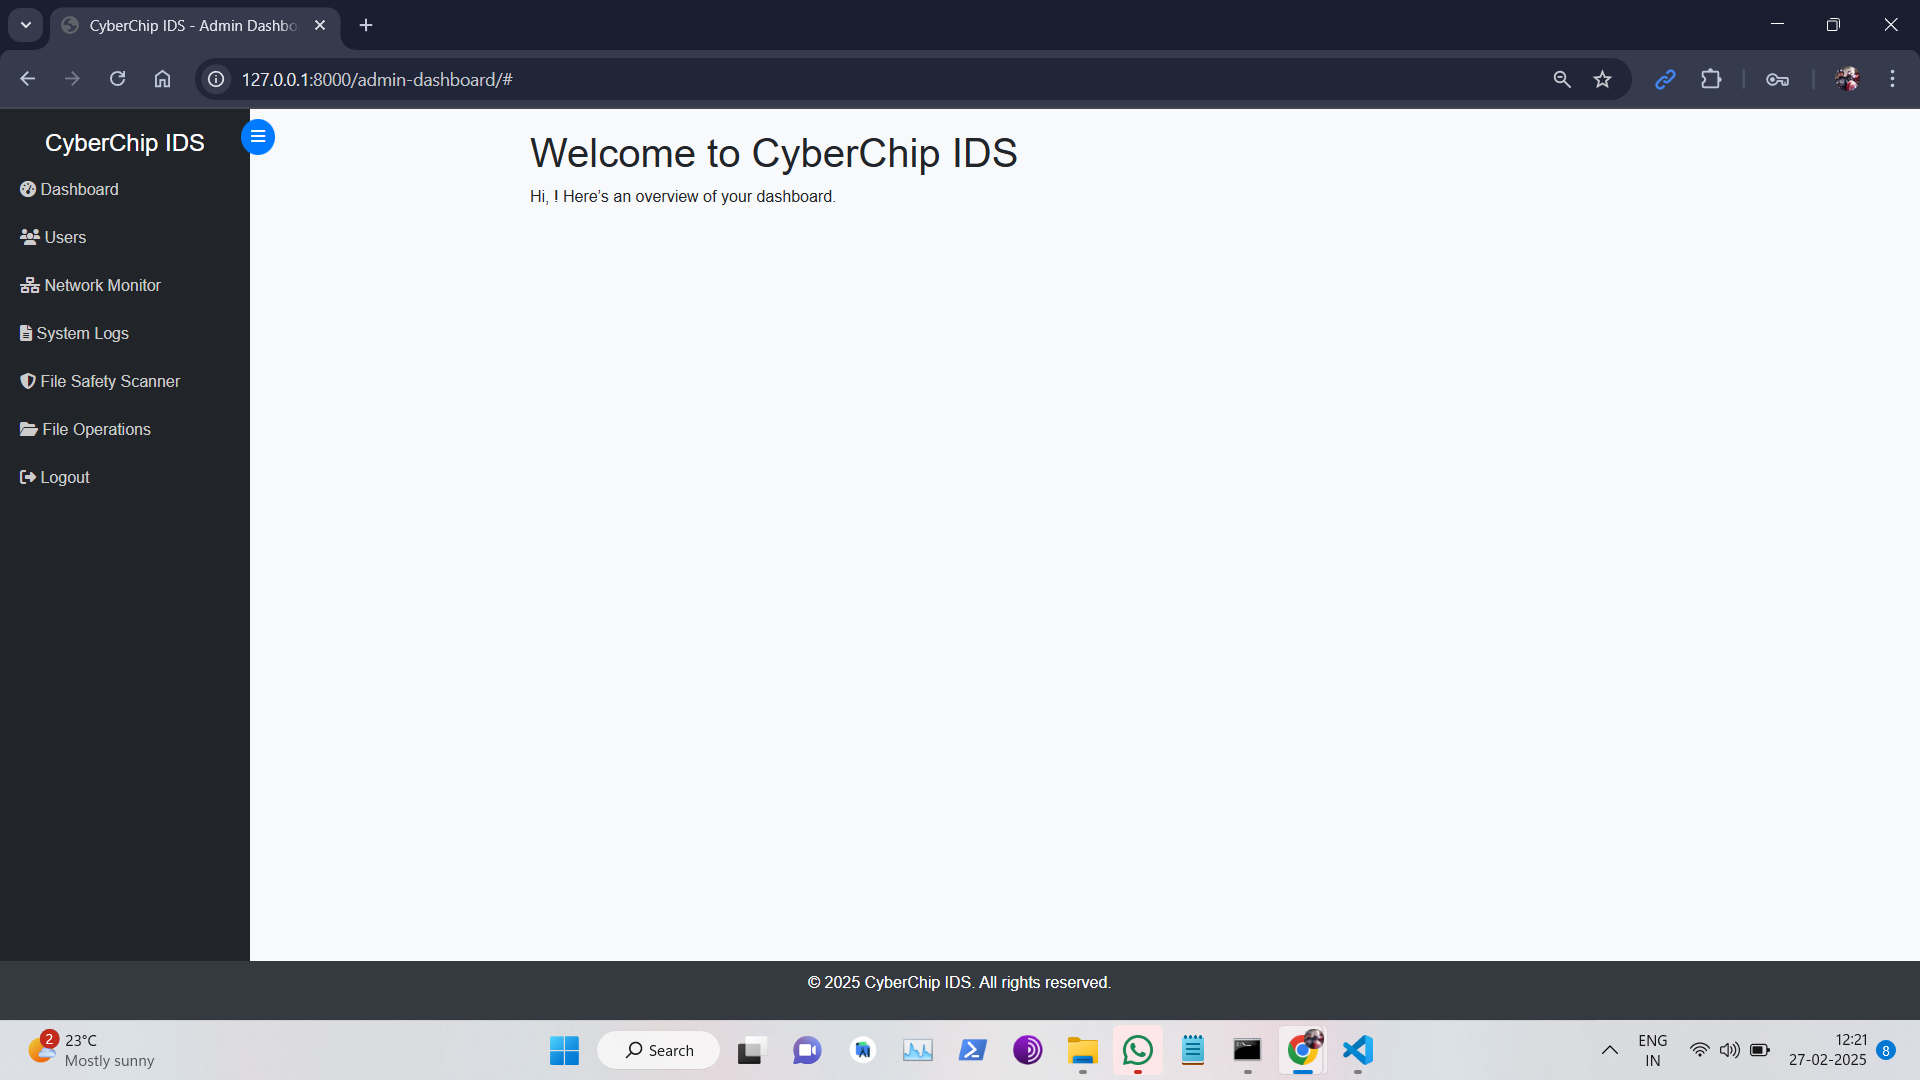 CyberChip IDS - Admin Dashbo
127.0.0.1:8000/admin-dashboard/#
CyberChip IDS
Dashboard
Users
Network Monitor
System Logs
File Safety Scanner
File Operations
Logout
Welcome to CyberChip IDS
Hi, ! Here’s an overview of your dashboard.
© 2025 CyberChip IDS. All rights reserved.
2
23°C
Mostly sunny
Search
AI
ENG
IN
12:21
27-02-2025
8